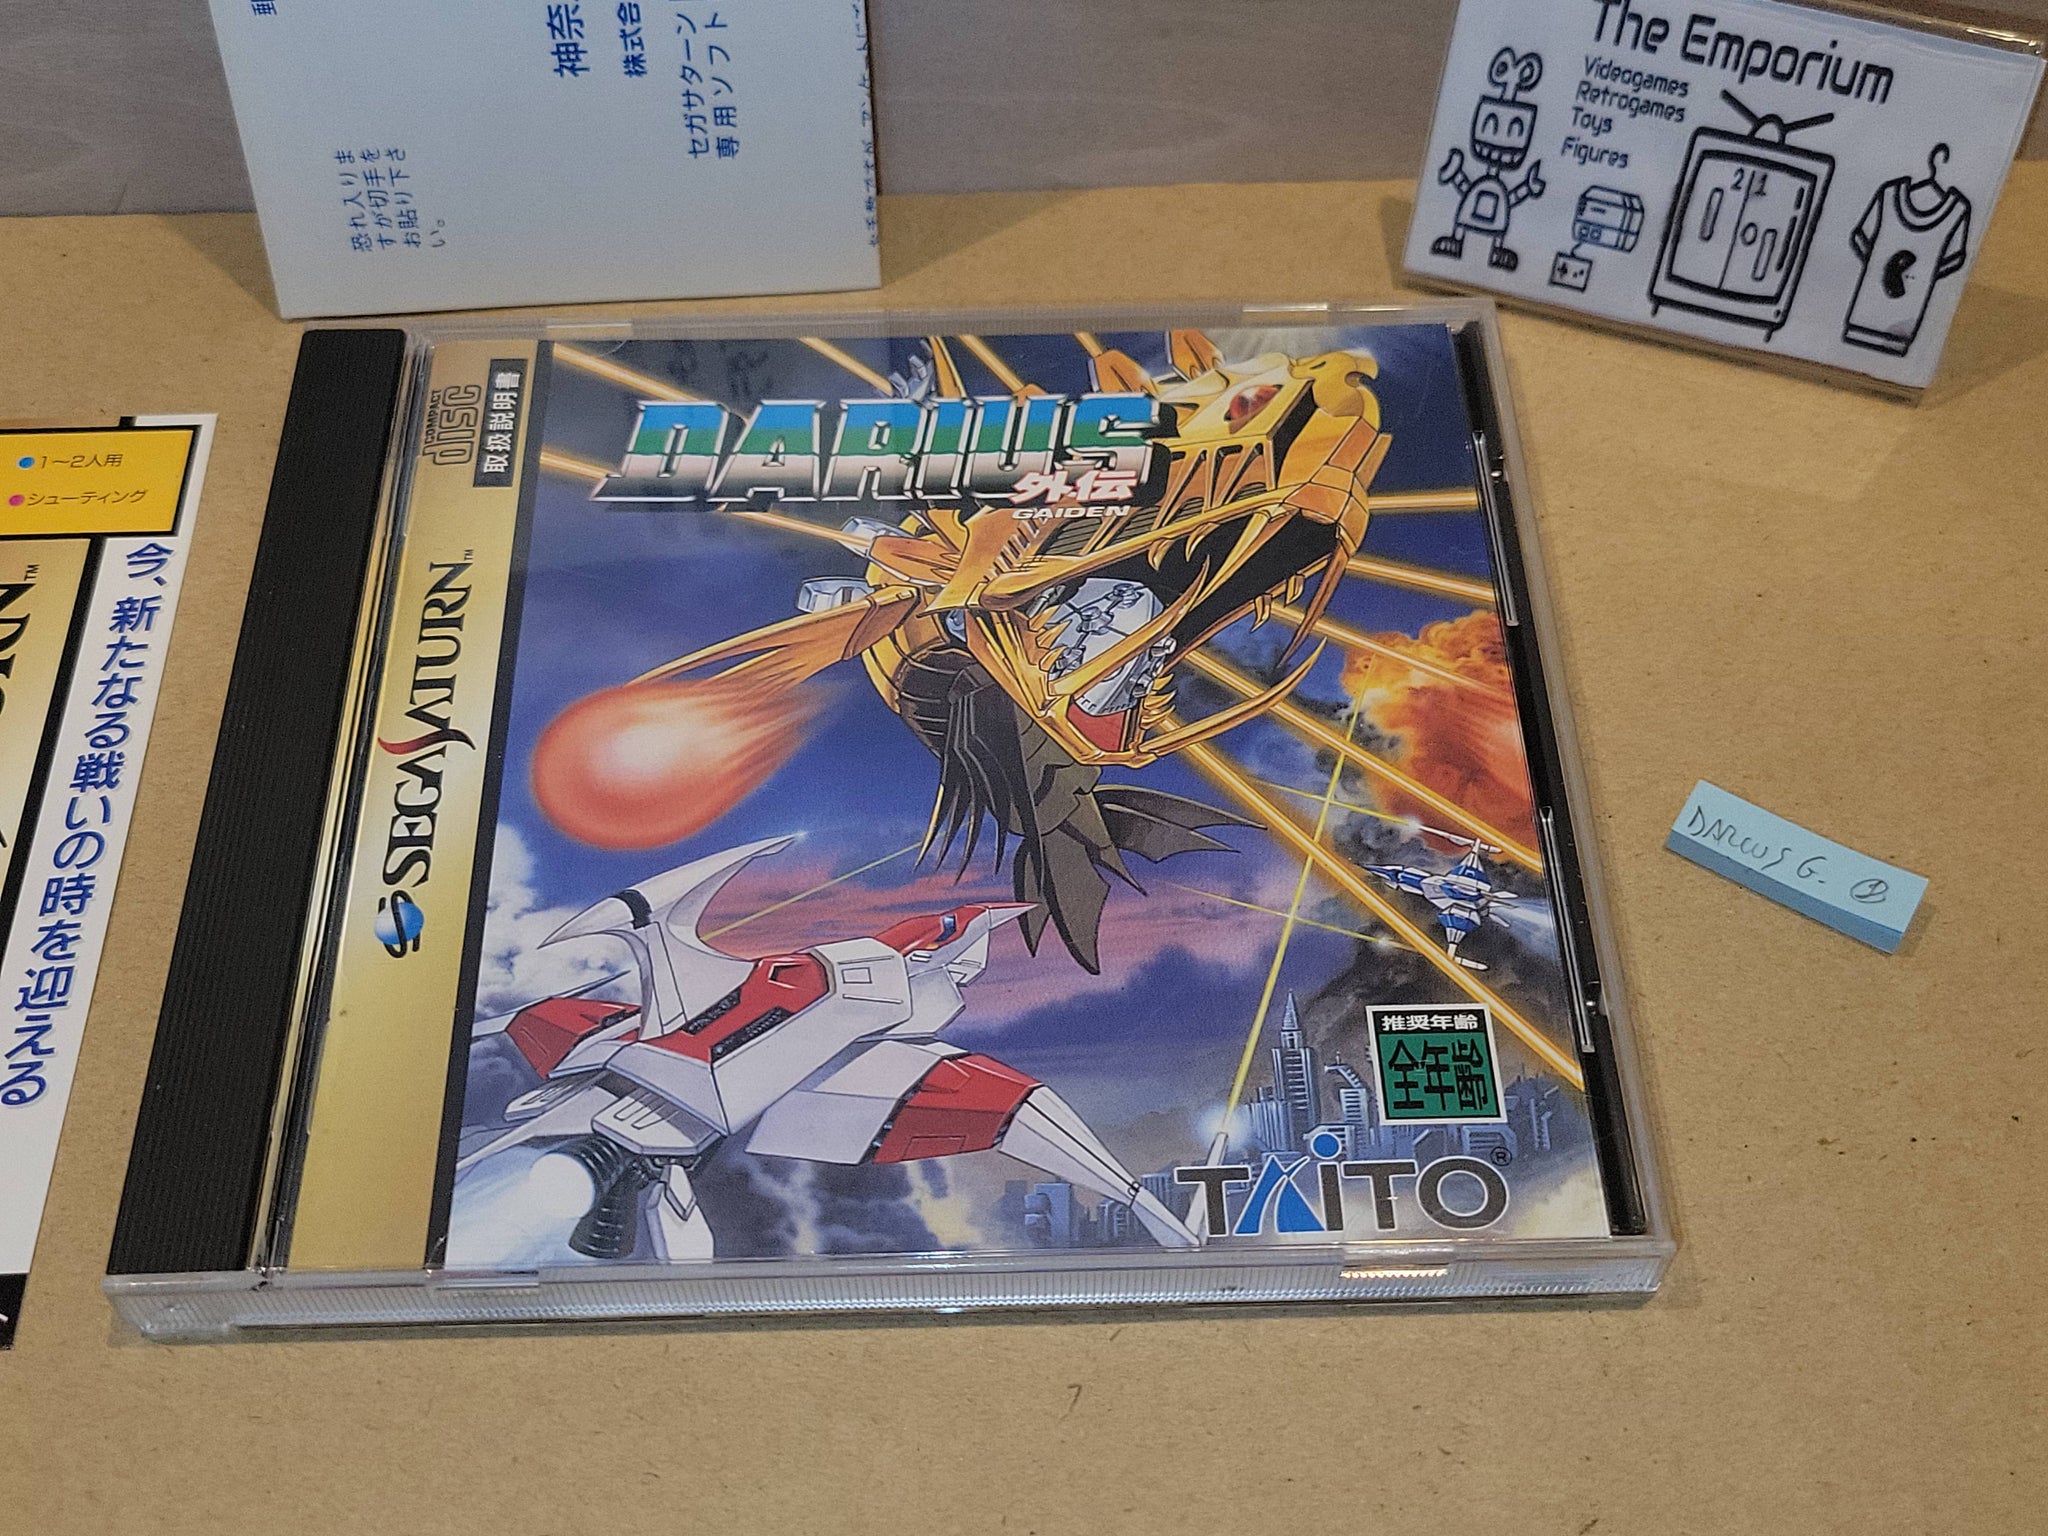 神奈
株式会
セガサターン
専用ソフト
恐れ入りま
すが切手を
お貼り下さ
い。
The Emporium
Videogames
Retrogames
Toys
Figures
2 1
1〜2人用
シューティング
今、新たなる戦いの時を迎える
COMPACT
disc
取扱説明書
SEGA SATURN™
DARIUS
外伝
GAIDEN
推奨年齢
全年齢
TAITO®
DARIUS G. 1